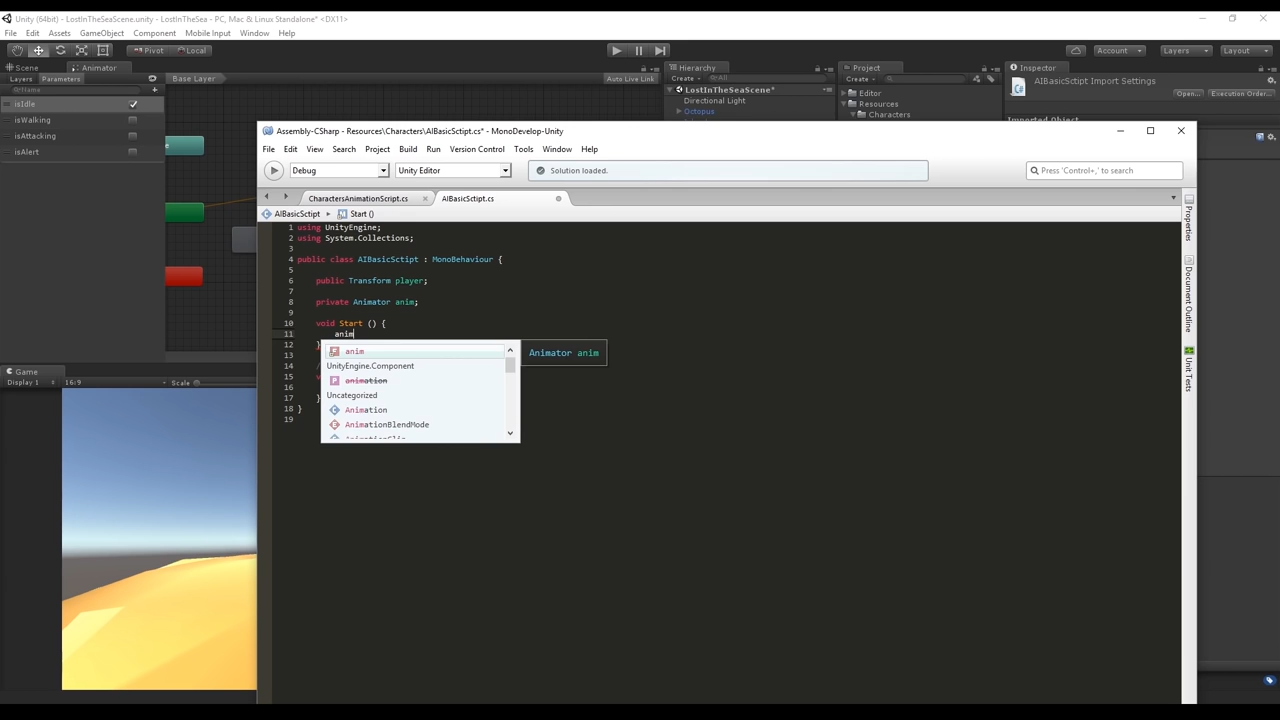 Unity (64bit) - LostInTheSeaScene.unity - LostInTheSea - PC, Mac & Linux Standalone* <DX11>
File Edit Assets GameObject Component Mobile Input Window Help
Pivot Local Account Layers Layout
Scene Animator Hierarchy Project Inspector
Layers Parameters Base Layer Auto Live Link Create All Create AIBasicSctipt Import Settings
Name
LostInTheSeaScene* Editor Open... Execution Order...
isIdle Directional Light Resources
isWalking Octopus Characters Imported Object
isAttacking
isAlert
Assembly-CSharp - Resources\Characters\AIBasicSctipt.cs* - MonoDevelop-Unity
File Edit View Search Project Build Run Version Control Tools Window Help
Debug Unity Editor Solution loaded. Press 'Control+,' to search
CharactersAnimationScript.cs AIBasicSctipt.cs
AIBasicSctipt Start ()
1 using UnityEngine;
2 using System.Collections;
3
4 public class AIBasicSctipt : MonoBehaviour {
5
6 public Transform player;
7
8 private Animator anim;
9
10 void Start () {
11 anim
12 }
13
14 /
15 v
16
17 }
18 }
19
anim
UnityEngine.Component
animation
Uncategorized
Animation
AnimationBlendMode
AnimationClip
Animator anim
Properties
Document Outline
Unit Tests
Game
Display 1 16:9 Scale